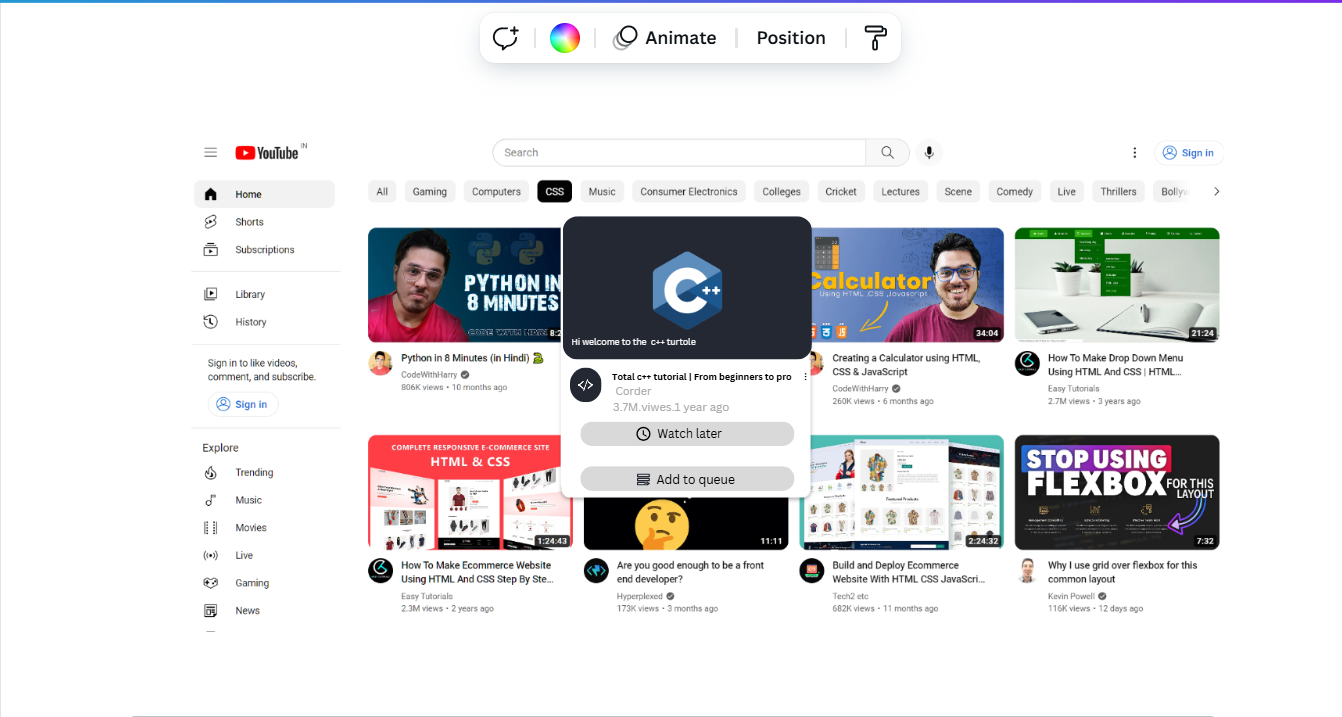 Animate
Position
YouTube IN
Search
Sign in
Home
Shorts
Subscriptions
Library
History
Sign in to like videos,
comment, and subscribe.
Sign in
Explore
Trending
Music
Movies
Live
Gaming
News
All
Gaming
Computers
CSS
Music
Consumer Electronics
Colleges
Cricket
Lectures
Scene
Comedy
Live
Thrillers
Bollyw
PYTHON IN
8 MINUTES
CODE WITH HARRY
8:2
Python in 8 Minutes (in Hindi)
CodeWithHarry
806K views • 10 months ago
C++
Hi welcome to the c++ turtole
</>
Total c++ tutorial | From beginners to pro
Corder
3.7M.viwes.1 year ago
Watch later
Add to queue
Calculator
Using HTML ,CSS ,Javascript
34:04
Creating a Calculator using HTML,
CSS & JavaScript
CodeWithHarry
260K views • 6 months ago
21:24
How To Make Drop Down Menu
Using HTML And CSS | HTML...
Easy Tutorials
2.7M views • 3 years ago
COMPLETE RESPONSIVE E-COMMERCE SITE
HTML & CSS
1:24:43
How To Make Ecommerce Website
Using HTML And CSS Step By Ste...
Easy Tutorials
2.3M views • 2 years ago
11:11
Are you good enough to be a front
end developer?
Hyperplexed
173K views • 3 months ago
Featured Products
2:24:32
Build and Deploy Ecommerce
Website With HTML CSS JavaScri...
Tech2 etc
682K views • 11 months ago
STOP USING
FLEXBOX FOR THIS
LAYOUT
7:32
Why I use grid over flexbox for this
common layout
Kevin Powell
116K views • 12 days ago